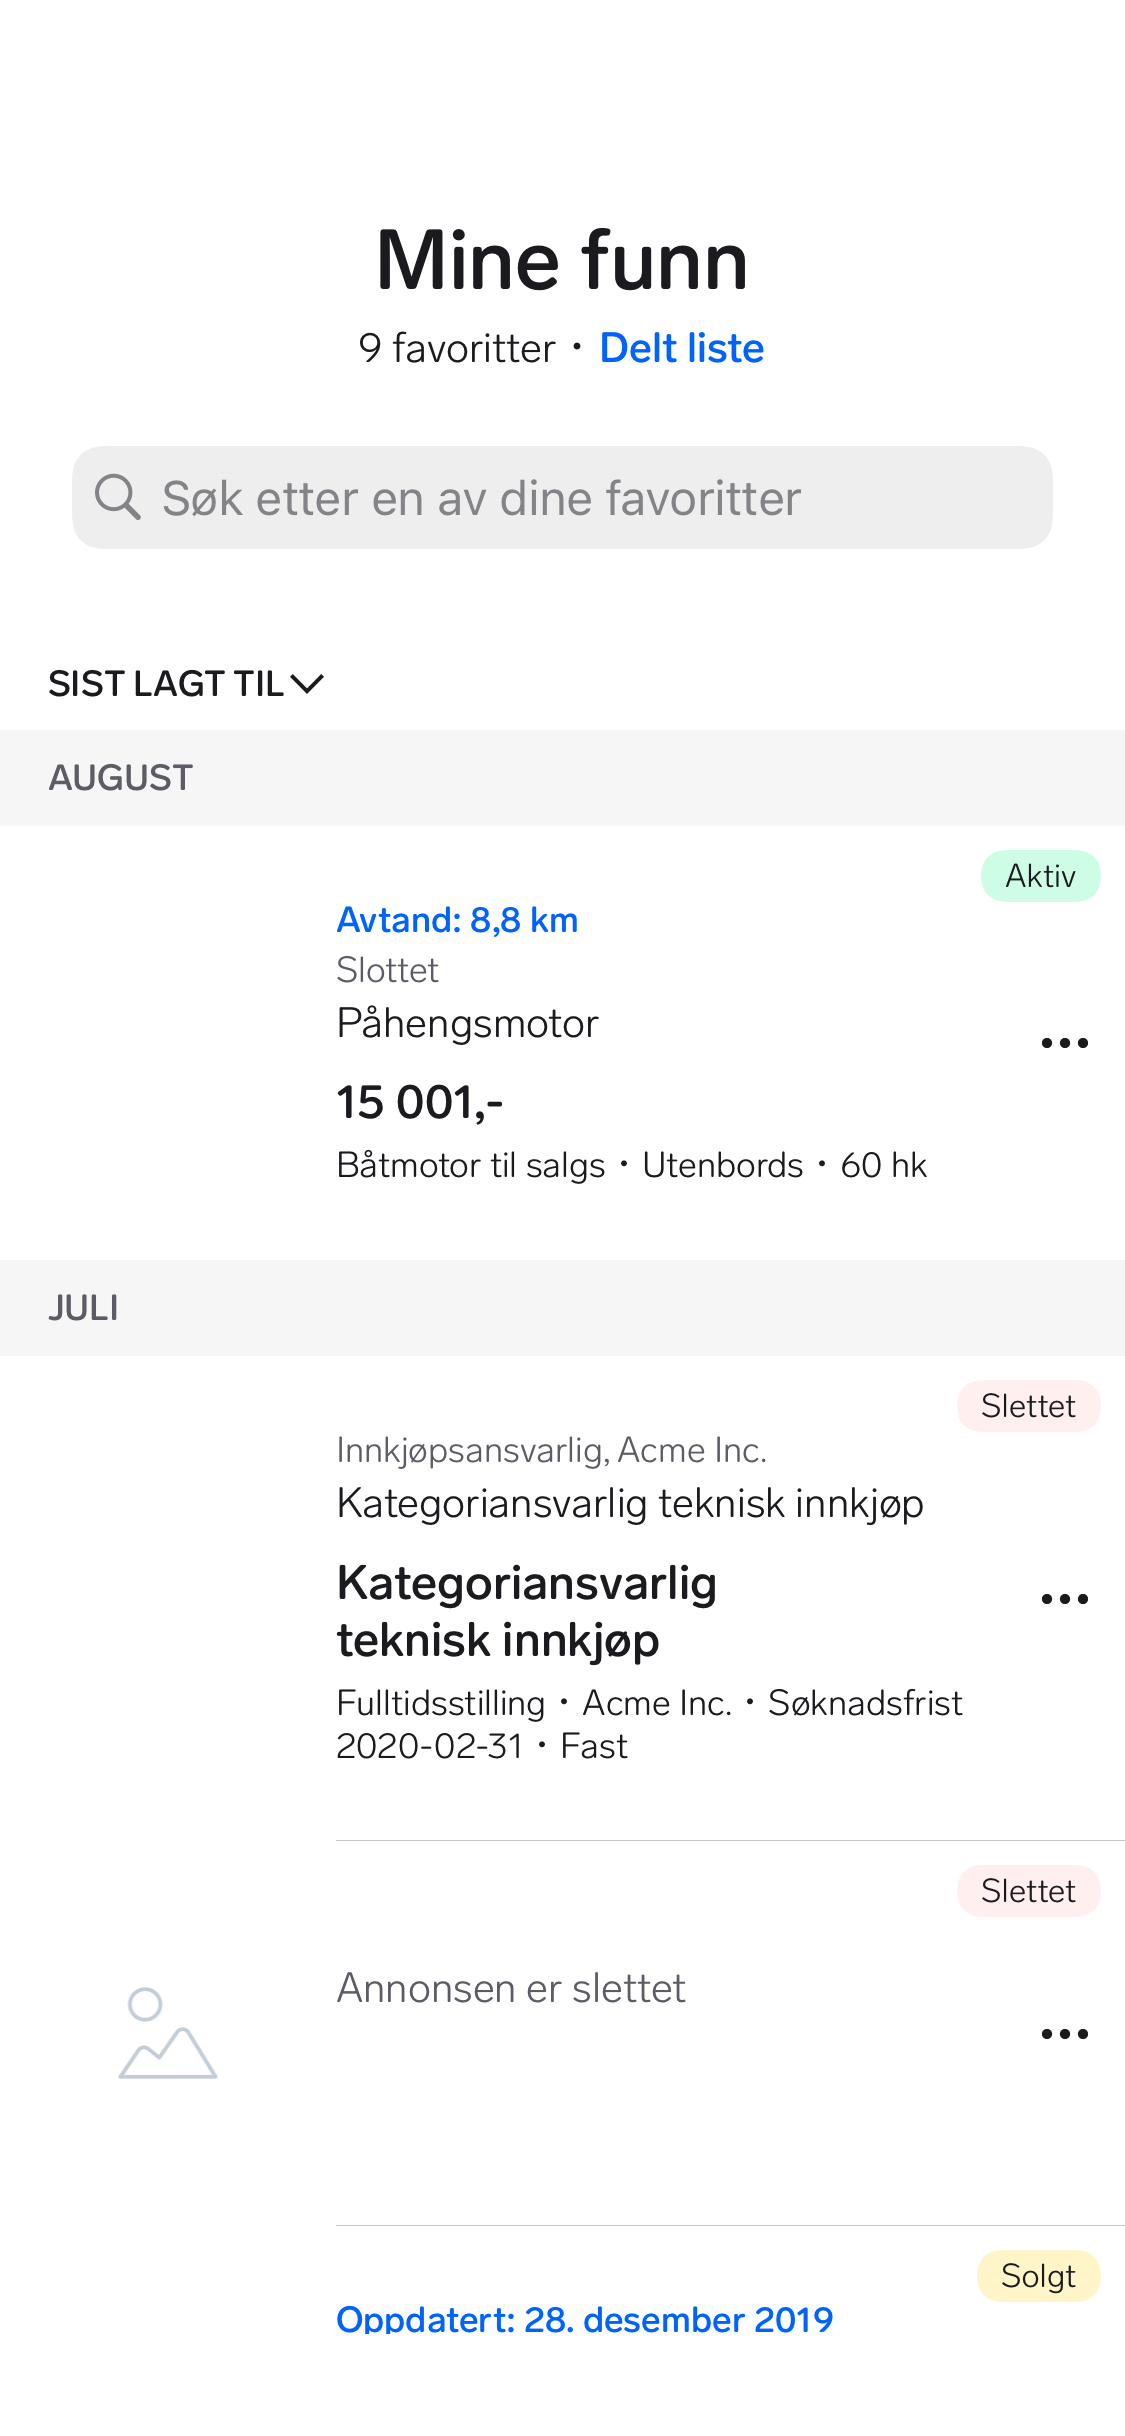 Mine funn
9 favoritter • Delt liste
Søk etter en av dine favoritter
SIST LAGT TIL
AUGUST
Aktiv
Avtand: 8,8 km
Slottet
Påhengsmotor
15 001,-
Båtmotor til salgs • Utenbords • 60 hk
JULI
Slettet
Innkjøpsansvarlig, Acme Inc.
Kategoriansvarlig teknisk innkjøp
Kategoriansvarlig
teknisk innkjøp
Fulltidsstilling • Acme Inc. • Søknadsfrist
2020-02-31 • Fast
Slettet
Annonsen er slettet
Solgt
Oppdatert: 28. desember 2019